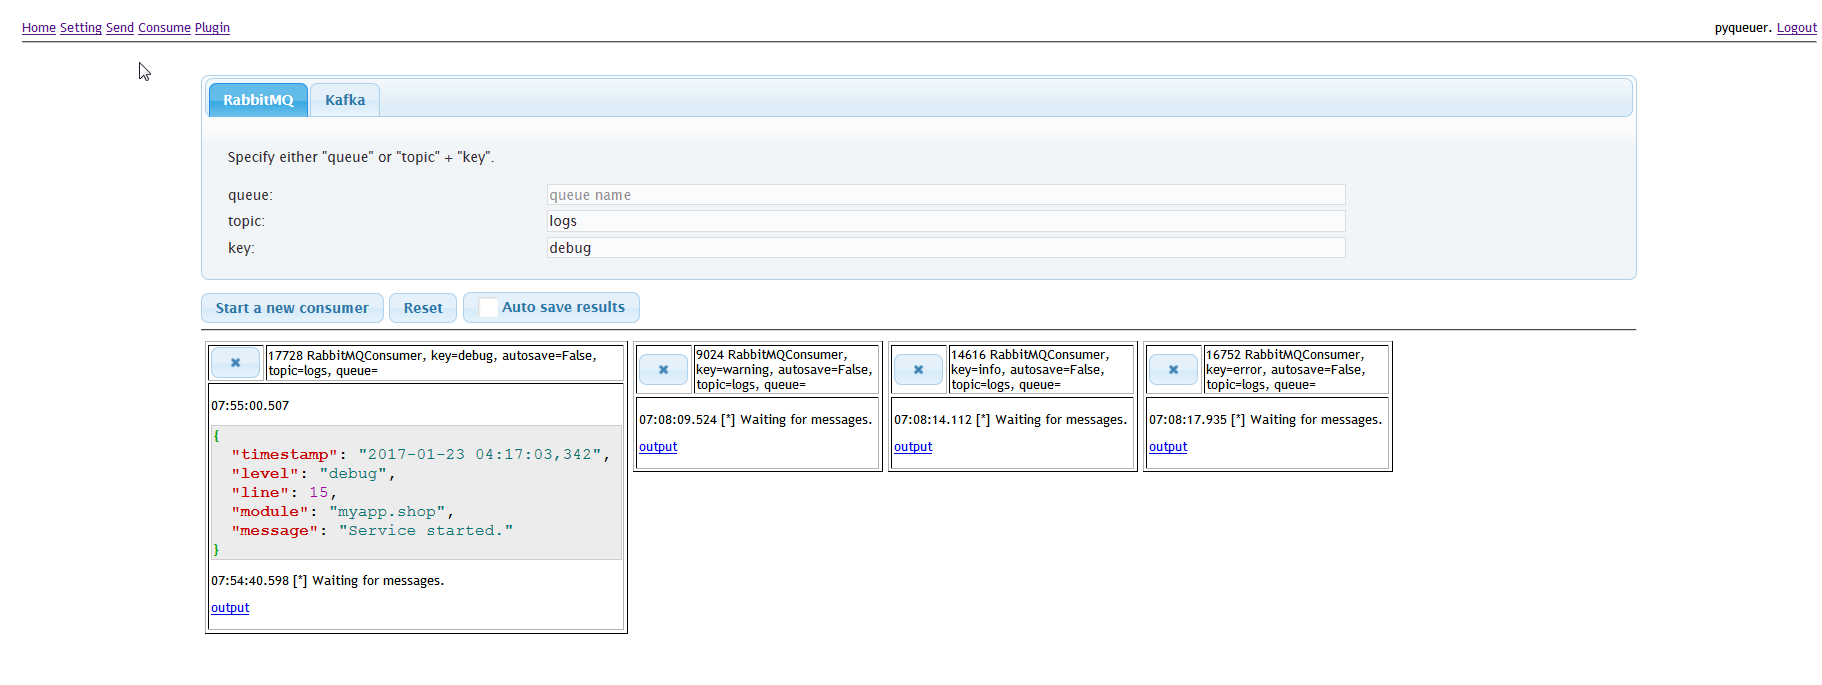 Home Setting Send Consume Plugin
pyqueuer. Logout
RabbitMQ Kafka
Specify either "queue" or "topic" + "key".
queue: queue name
topic: logs
key: debug
Start a new consumer Reset Auto save results
17728 RabbitMQConsumer, key=debug, autosave=False,
topic=logs, queue=
07:55:00.507
{
"timestamp": "2017-01-23 04:17:03,342",
"level": "debug",
"line": 15,
"module": "myapp.shop",
"message": "Service started."
}
07:54:40.598 [*] Waiting for messages.
output
9024 RabbitMQConsumer,
key=warning, autosave=False,
topic=logs, queue=
07:08:09.524 [*] Waiting for messages.
output
14616 RabbitMQConsumer,
key=info, autosave=False,
topic=logs, queue=
07:08:14.112 [*] Waiting for messages.
output
16752 RabbitMQConsumer,
key=error, autosave=False,
topic=logs, queue=
07:08:17.935 [*] Waiting for messages.
output